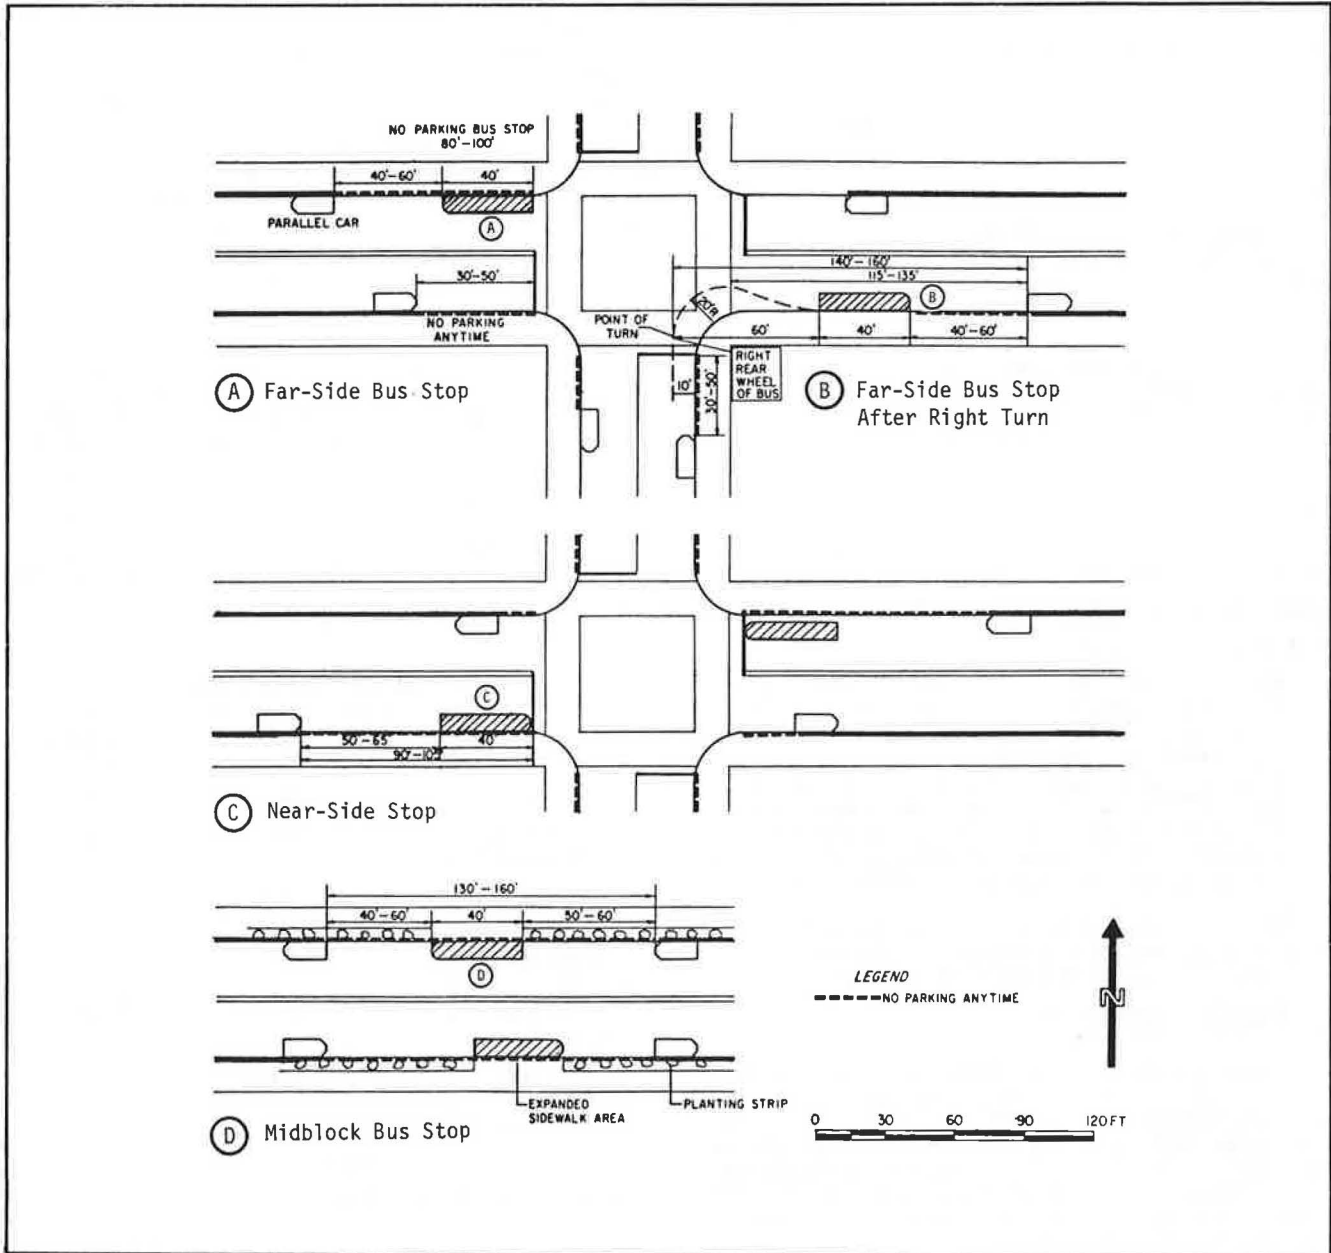 NO PARKING BUS STOP
80'-100'
40'-60'
40'
PARALLEL CAR
A
30'-50'
NO PARKING
ANYTIME
140'-160'
115'-135'
B
20'R
POINT OF
TURN
60'
40'
40'-60'
RIGHT
REAR
WHEEL
OF BUS
10'
30'-50'
A Far-Side Bus Stop
B Far-Side Bus Stop
After Right Turn
C
50'-65'
40'
C Near-Side Stop
130'-160'
40'-60'
40'
50'-60'
D
EXPANDED
SIDEWALK AREA
PLANTING STRIP
D Midblock Bus Stop
LEGEND
NO PARKING ANYTIME
N
0 30 60 90 120 FT